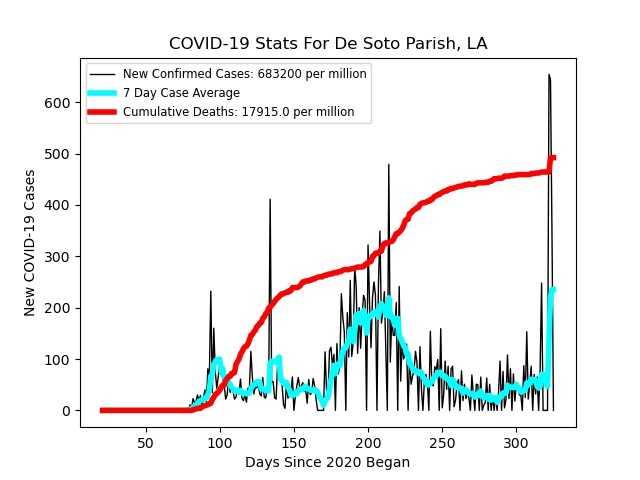 COVID-19 Stats For De Soto Parish, LA
New Confirmed Cases: 683200 per million
7 Day Case Average
Cumulative Deaths: 17915.0 per million
New COVID-19 Cases
600
500
400
300
200
100
0
50 100 150 200 250 300
Days Since 2020 Began